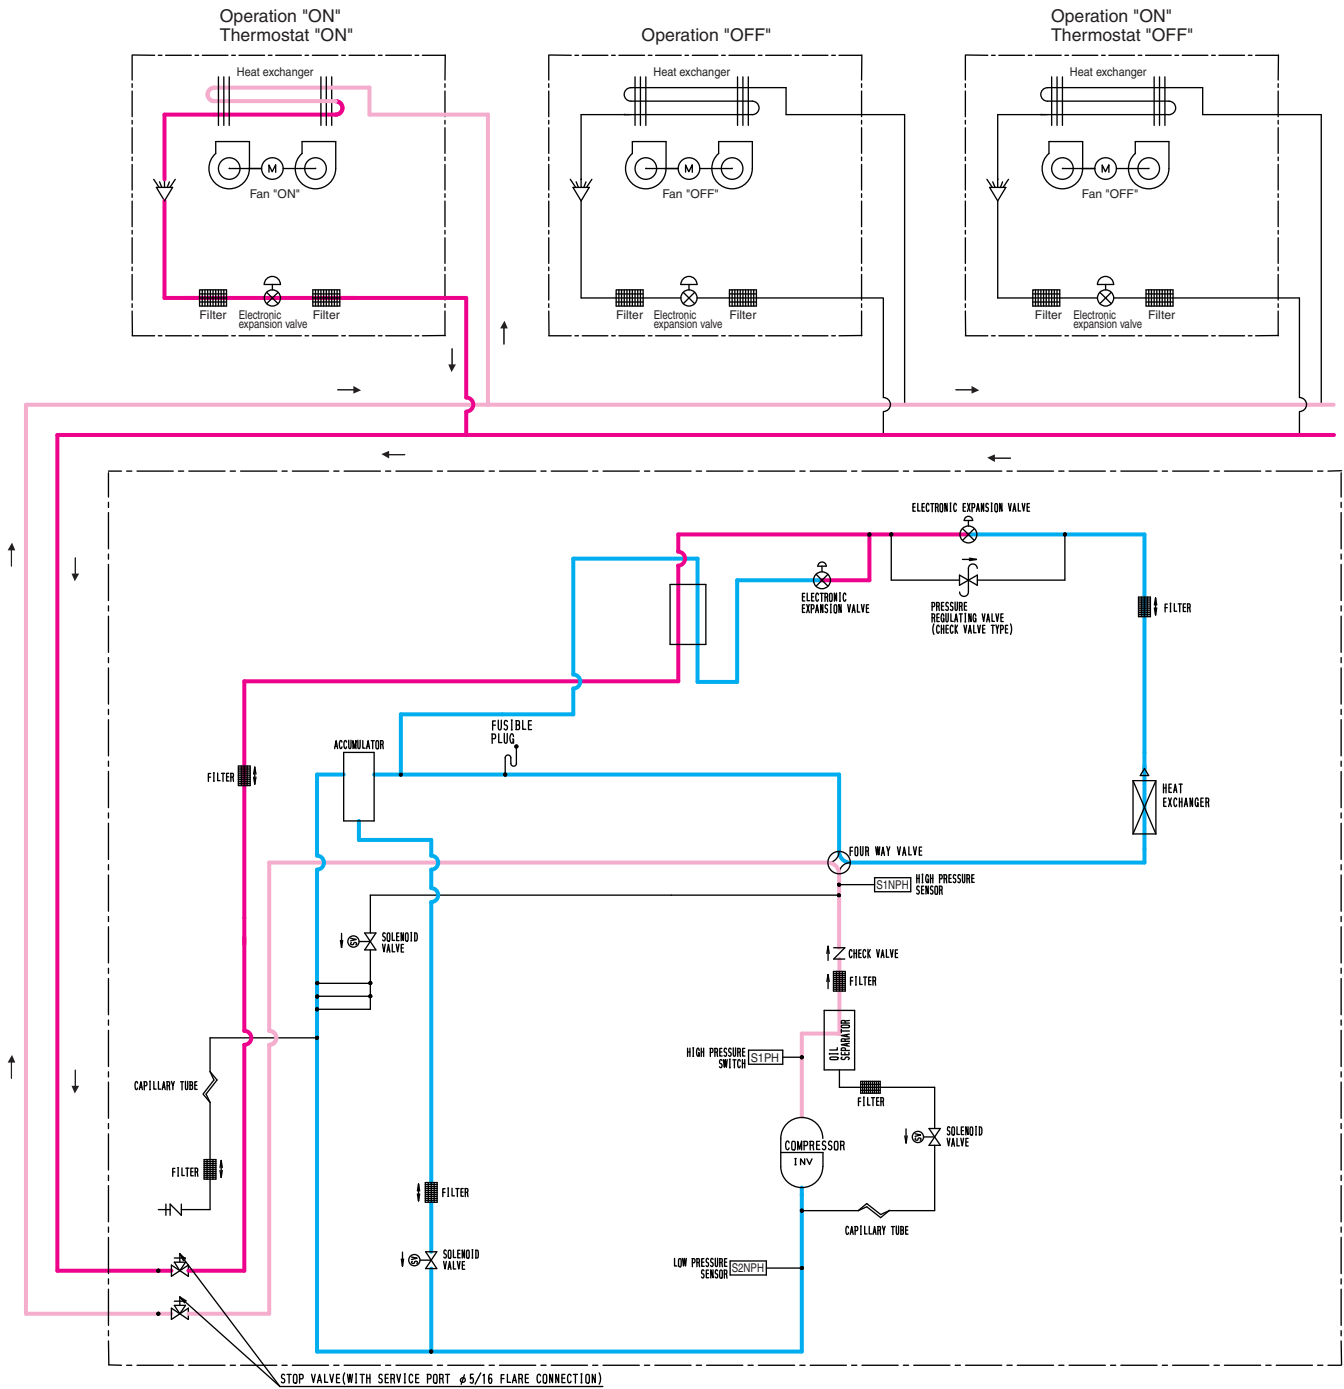 Operation "ON"
Thermostat "ON"
Operation "OFF"
Operation "ON"
Thermostat "OFF"
Heat exchanger
Heat exchanger
Heat exchanger
M
M
M
Fan "ON"
Fan "OFF"
Fan "OFF"
Filter
Electronic
expansion valve
Filter
Filter
Electronic
expansion valve
Filter
Filter
Electronic
expansion valve
Filter
ELECTRONIC EXPANSION VALVE
ELECTRONIC
EXPANSION VALVE
PRESSURE
REGULATING VALVE
(CHECK VALVE TYPE)
FILTER
FUSIBLE
PLUG
ACCUMULATOR
FILTER
HEAT
EXCHANGER
FOUR WAY VALVE
S1NPH
HIGH PRESSURE
SENSOR
SV
SOLENOID
VALVE
CHECK VALVE
FILTER
OIL
SEPARATOR
HIGH PRESSURE
SWITCH
S1PH
CAPILLARY TUBE
FILTER
SV
SOLENOID
VALVE
COMPRESSOR
INV
FILTER
FILTER
CAPILLARY TUBE
SV
SOLENOID
VALVE
LOW PRESSURE
SENSOR
S2NPH
STOP VALVE(WITH SERVICE PORT φ5/16 FLARE CONNECTION)